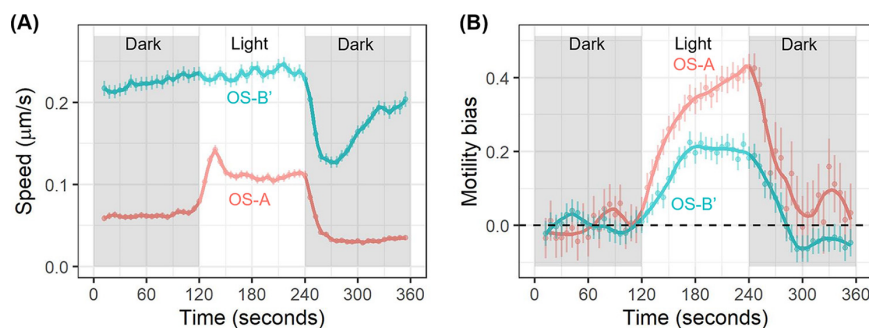 (A)
Dark Light Dark
OS-B'
OS-A
Speed (μm/s)
0.2
0.1
0.0
0 60 120 180 240 300 360
Time (seconds)
(B)
Dark Light Dark
OS-A
OS-B'
Motility bias
0.4
0.2
0.0
0 60 120 180 240 300 360
Time (seconds)